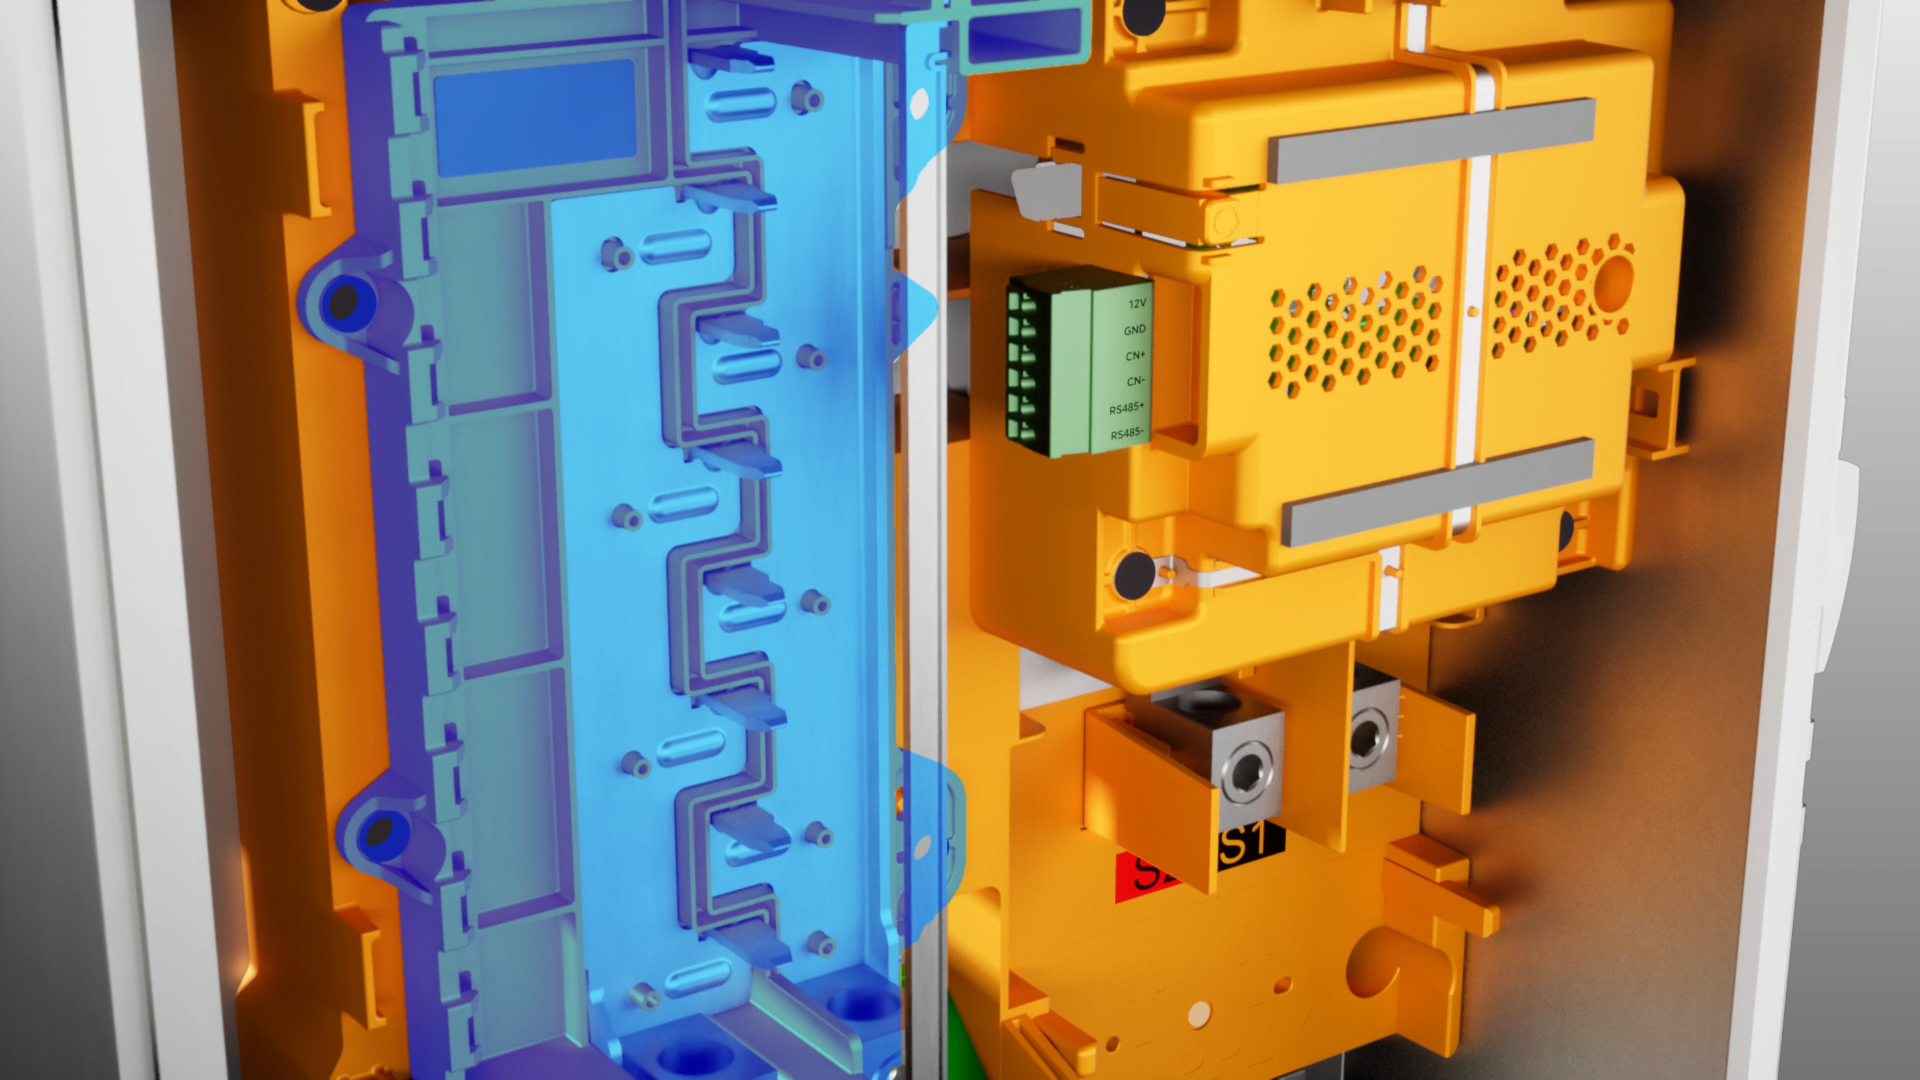 12V
GND
CN+
CN-
RS485+
RS485-
S1